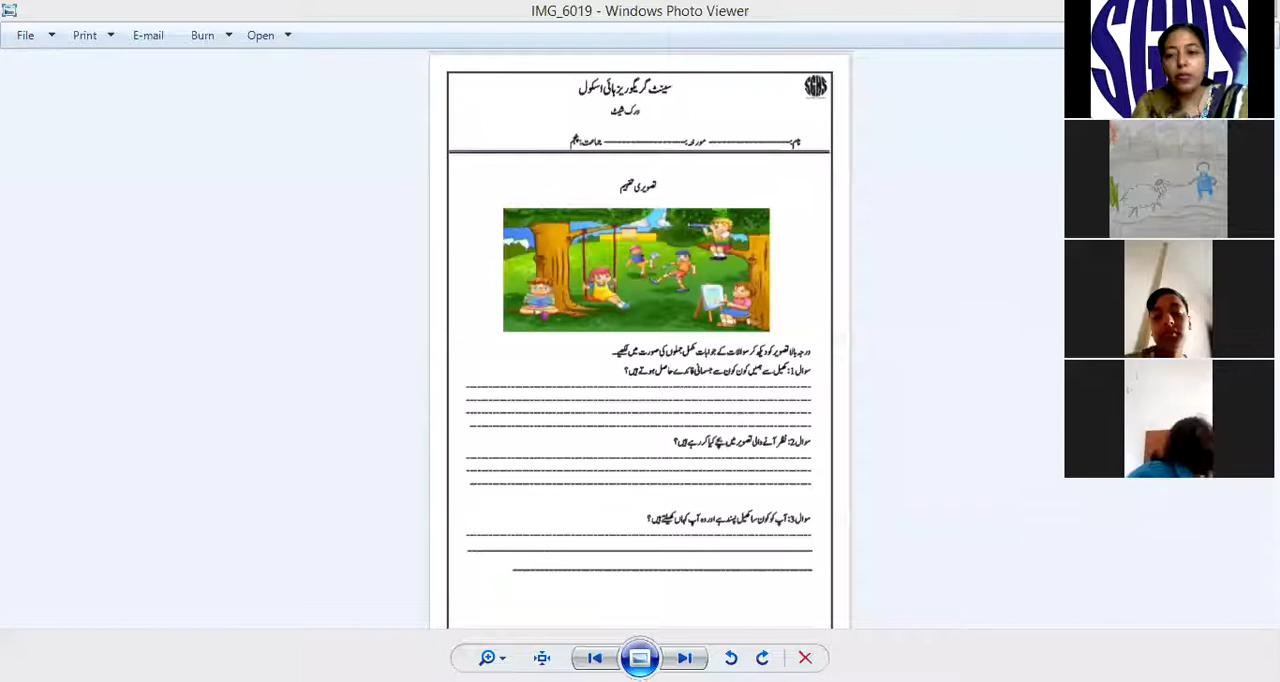 IMG_6019 - Windows Photo Viewer
File Print E-mail Burn Open
سینٹ گریگوریز ہائی اسکول
SGHS
ورک شیٹ
نام: مورخہ: جماعت: پنجم
تصویری تفہیم
درجہ بالا تصویر کو دیکھ کر سوالات کے جوابات مکمل جملوں کی صورت میں لکھیے۔
سوال 1: کھیل سے ہمیں کون کون سے جسمانی فائدے حاصل ہوتے ہیں؟
سوال 2: نظر آنے والی تصویر میں بچے کیا کر رہے ہیں؟
سوال 3: آپ کو کون سا کھیل پسند ہے اور وہ آپ کہاں کھیلتے ہیں؟
SGHS